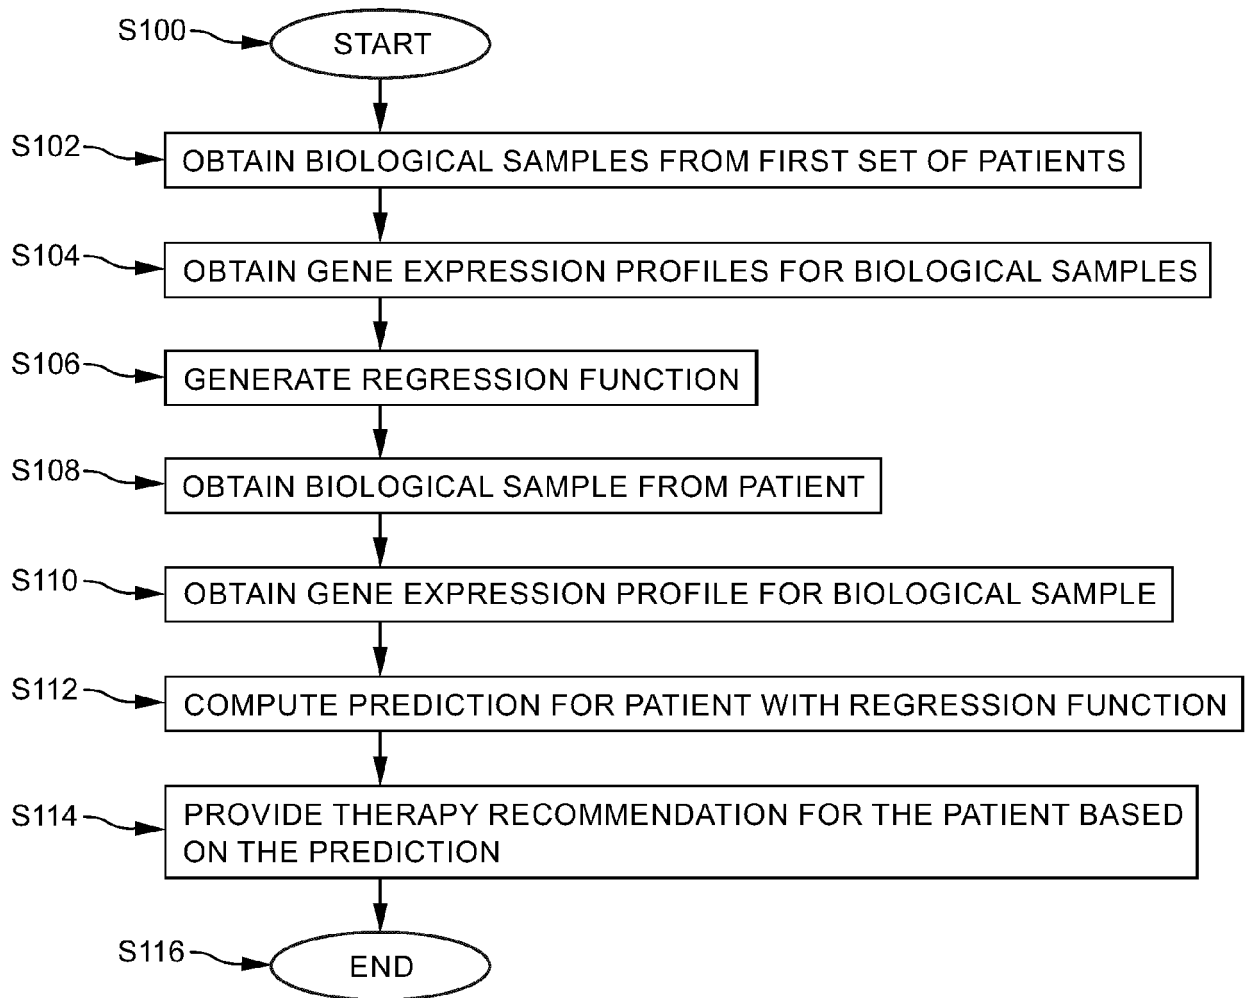 S100
START
S102
OBTAIN BIOLOGICAL SAMPLES FROM FIRST SET OF PATIENTS
S104
OBTAIN GENE EXPRESSION PROFILES FOR BIOLOGICAL SAMPLES
S106
GENERATE REGRESSION FUNCTION
S108
OBTAIN BIOLOGICAL SAMPLE FROM PATIENT
S110
OBTAIN GENE EXPRESSION PROFILE FOR BIOLOGICAL SAMPLE
S112
COMPUTE PREDICTION FOR PATIENT WITH REGRESSION FUNCTION
S114
PROVIDE THERAPY RECOMMENDATION FOR THE PATIENT BASED
ON THE PREDICTION
S116
END